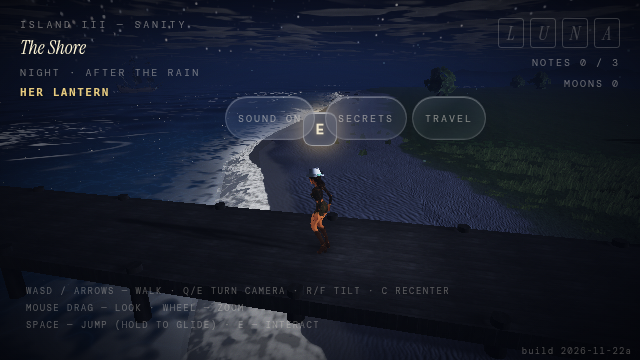 ISLAND III — SANITY
The Shore
NIGHT · AFTER THE RAIN
HER LANTERN
L U N A
NOTES 0 / 3
MOONS 0
SOUND ON
E
SECRETS
TRAVEL
WASD / ARROWS — WALK · Q/E TURN CAMERA · R/F TILT · C RECENTER
MOUSE DRAG — LOOK · WHEEL — ZOOM
SPACE — JUMP (HOLD TO GLIDE) · E — INTERACT
build 2026-11-22a